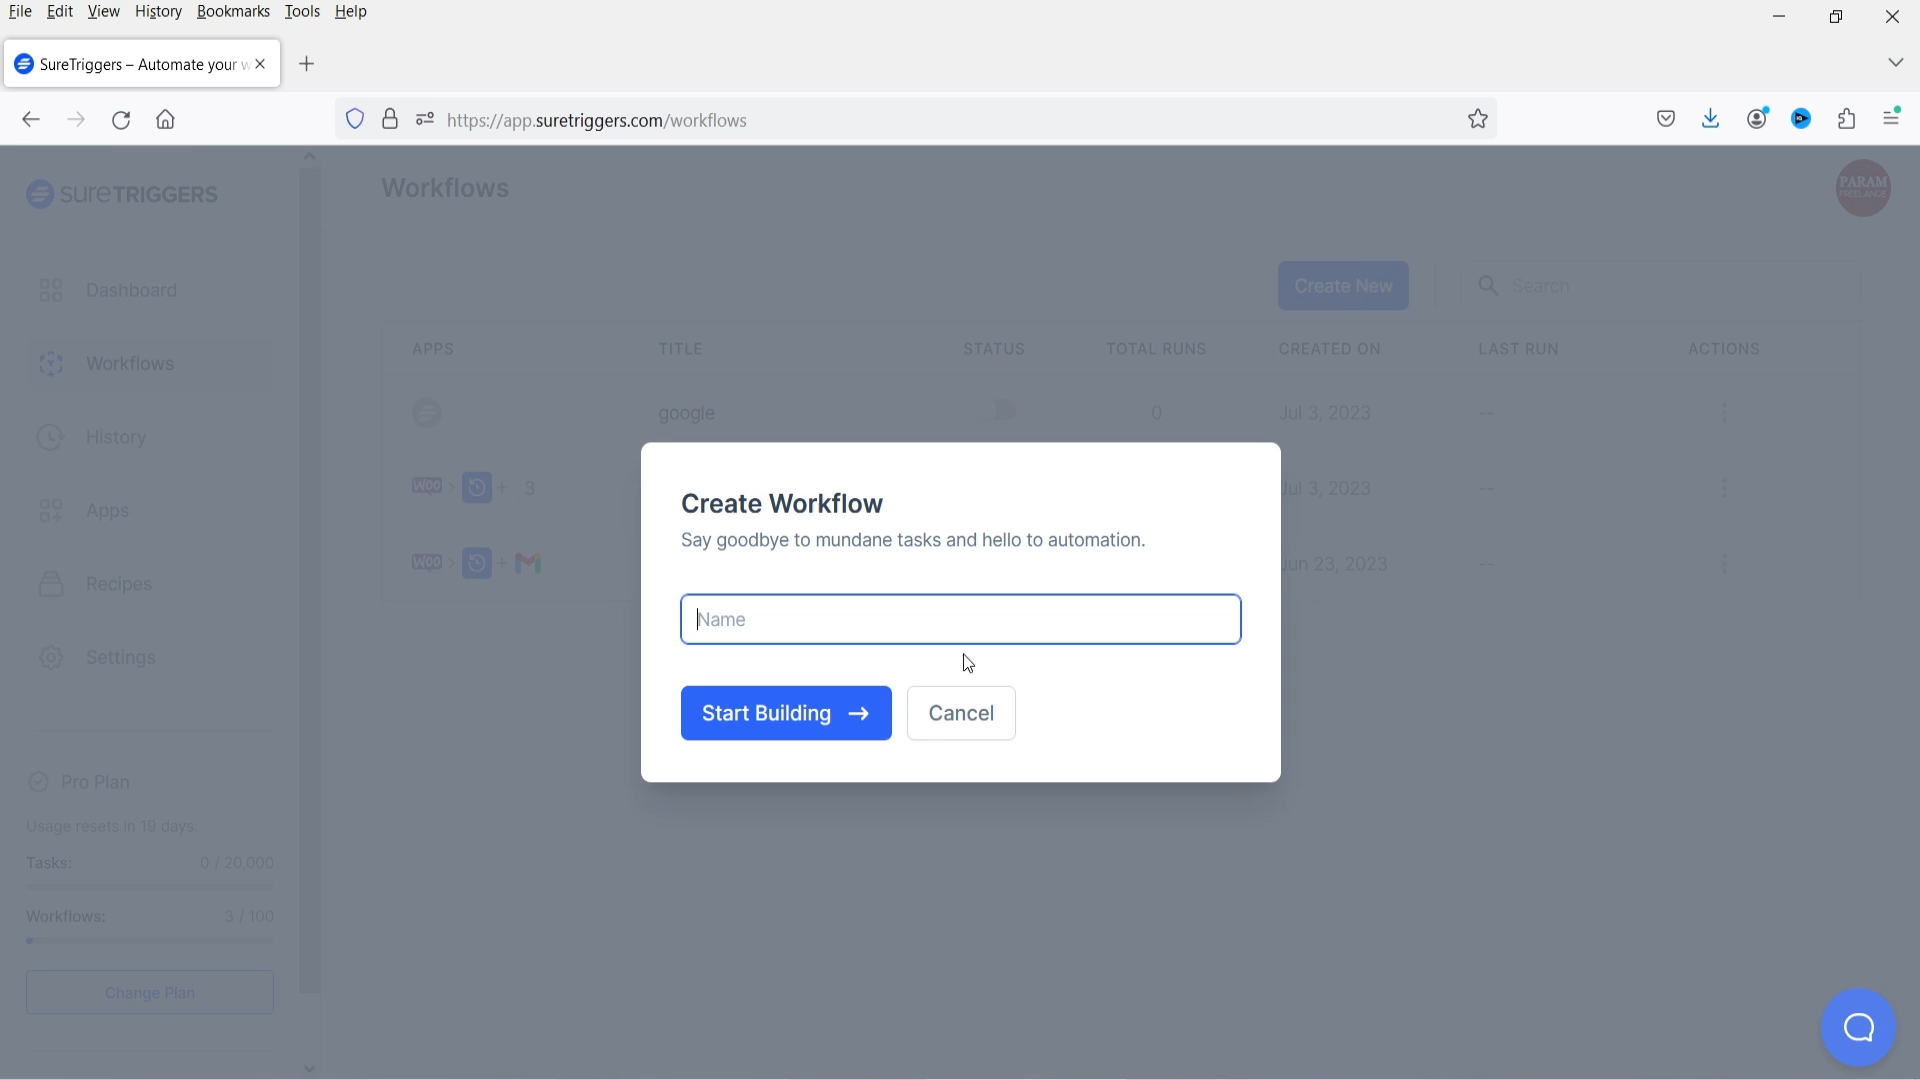 File Edit View History Bookmarks Tools Help
SureTriggers – Automate your w
https://app.suretriggers.com/workflows
sureTRIGGERS
Workflows
PARAM
FREELANCE
Dashboard
Create New
Search
APPS TITLE STATUS TOTAL RUNS CREATED ON LAST RUN ACTIONS
Workflows
google 0 Jul 3, 2023 --
History
WOO > + 3 Jul 3, 2023 --
Apps
WOO > + Jun 23, 2023 --
Recipes
Settings
Create Workflow
Say goodbye to mundane tasks and hello to automation.
Name
Start Building → Cancel
Pro Plan
Usage resets in 19 days.
Tasks: 0 / 20,000
Workflows: 3 / 100
Change Plan